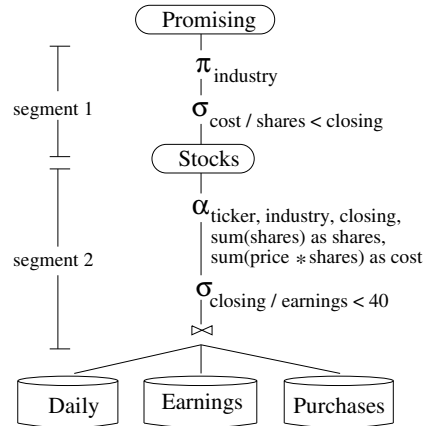 Promising
π industry
segment 1
σ cost / shares < closing
Stocks
α ticker, industry, closing,
sum(shares) as shares,
sum(price * shares) as cost
segment 2
σ closing / earnings < 40
⋈
Daily
Earnings
Purchases